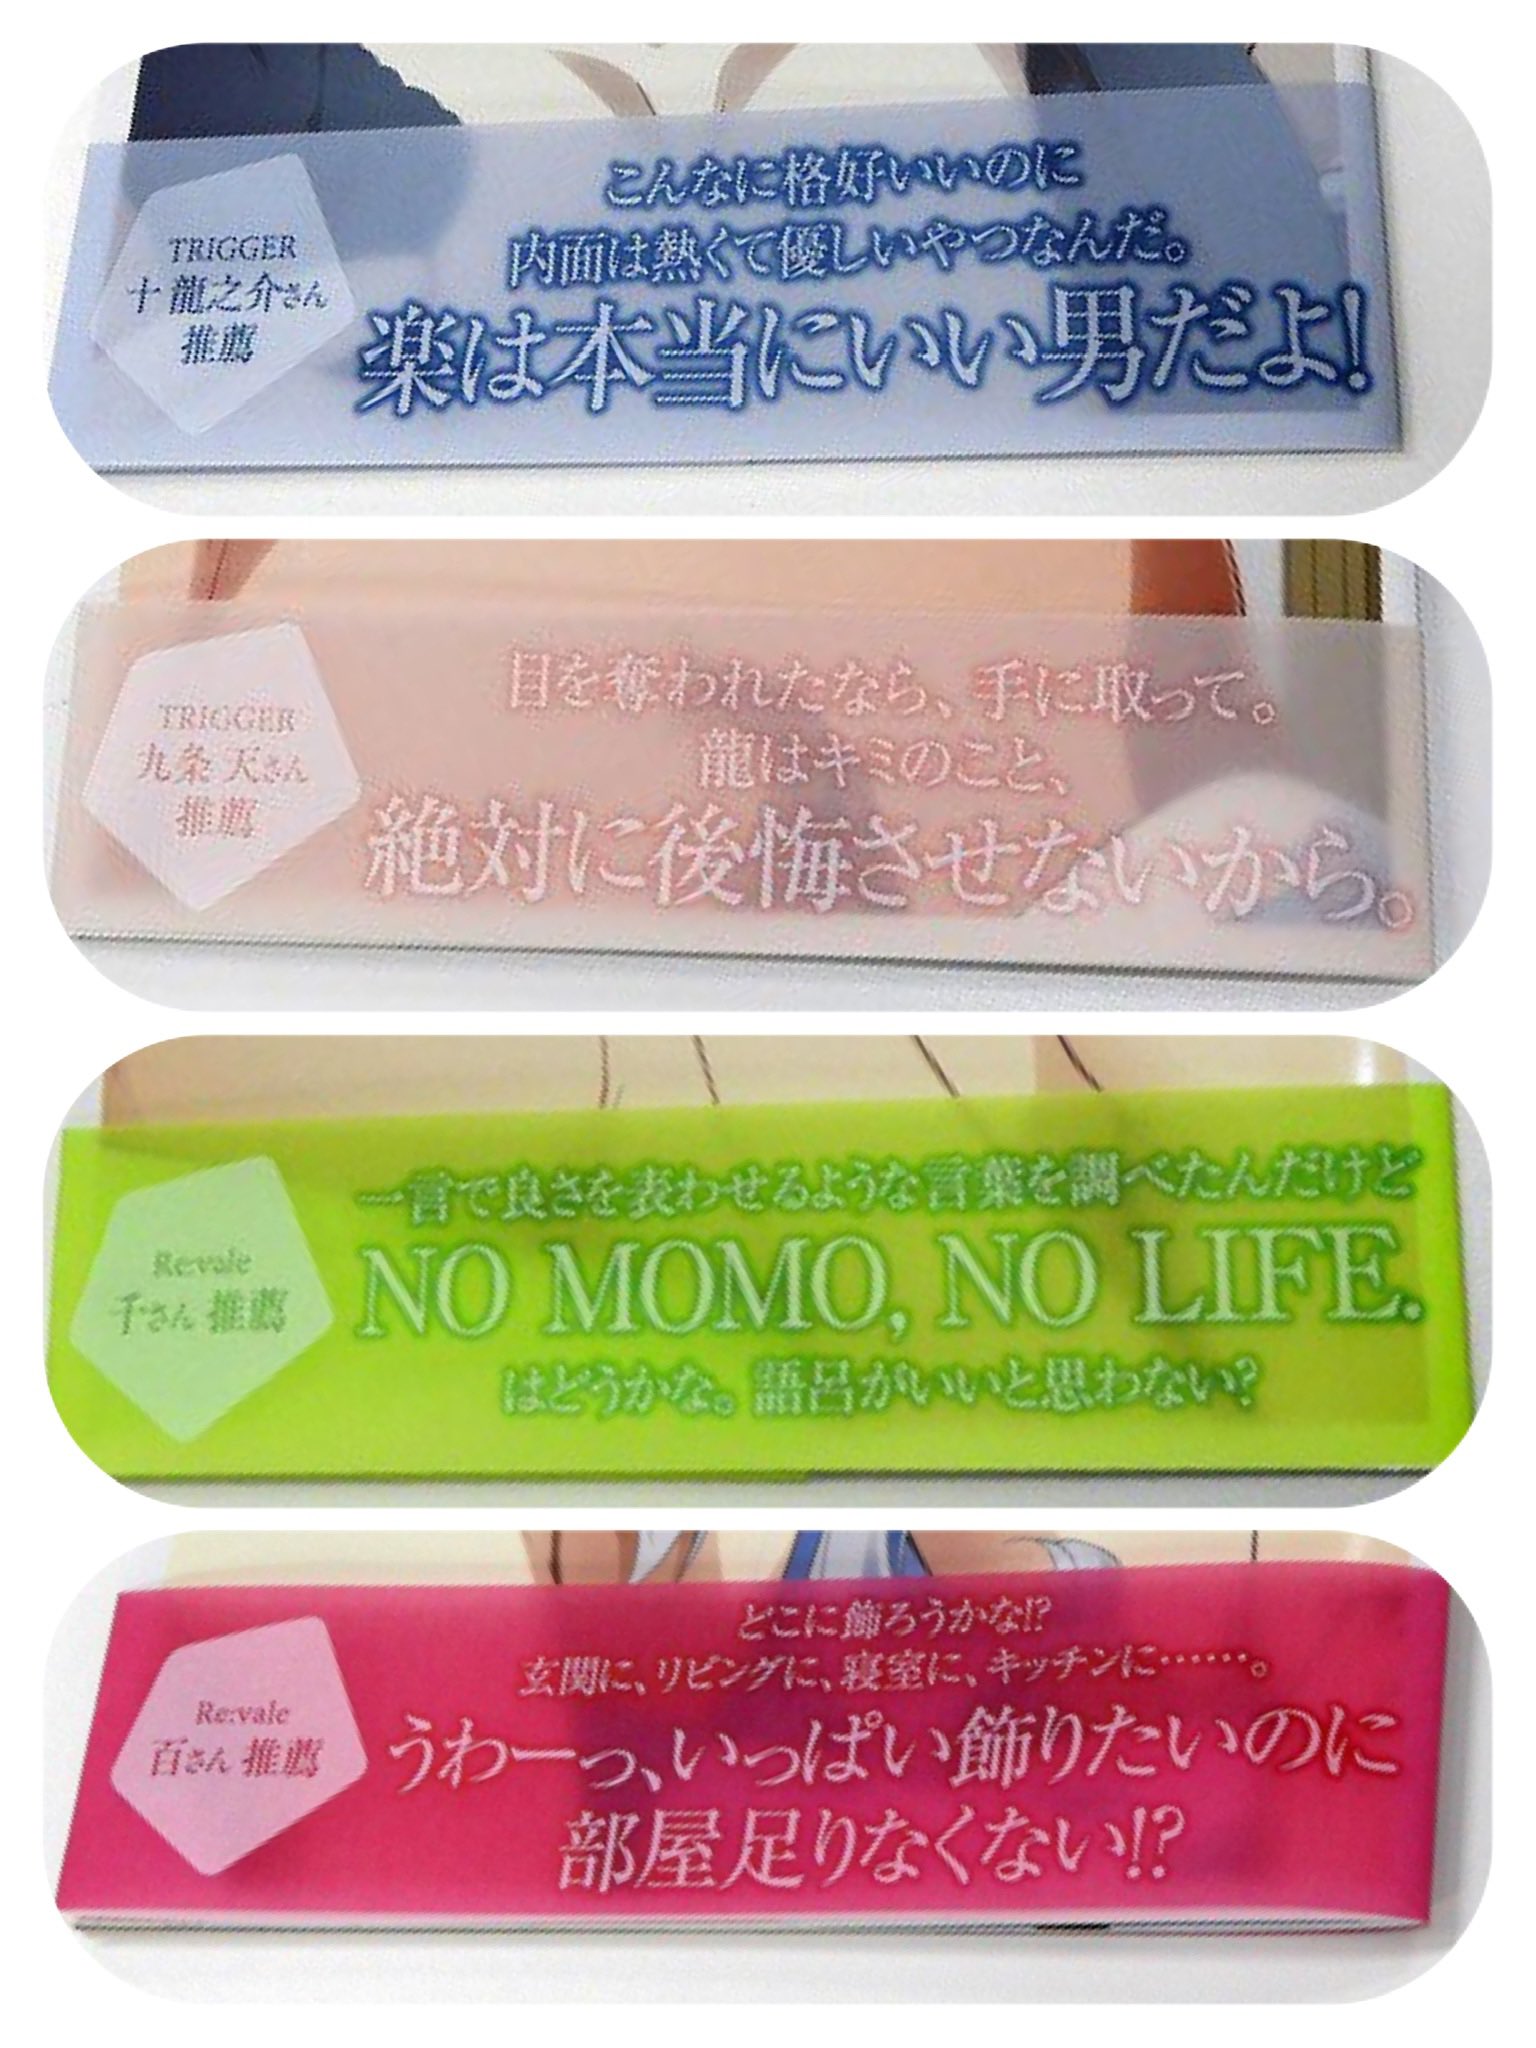 TRIGGER
十 龍之介さん
推薦
こんなに格好いいのに
内面は熱くて優しいやつなんだ。
楽は本当にいい男だよ!
TRIGGER
九条 天さん
推薦
目を奪われたなら、手に取って。
龍はキミのこと、
絶対に後悔させないから。
Re:vale
千さん 推薦
一言で良さを表わせるような言葉を調べたんだけど
NO MOMO, NO LIFE.
はどうかな。語呂がいいと思わない?
Re:vale
百さん 推薦
どこに飾ろうかな!?
玄関に、リビングに、寝室に、キッチンに……。
うわーっ、いっぱい飾りたいのに
部屋足りなくない!?